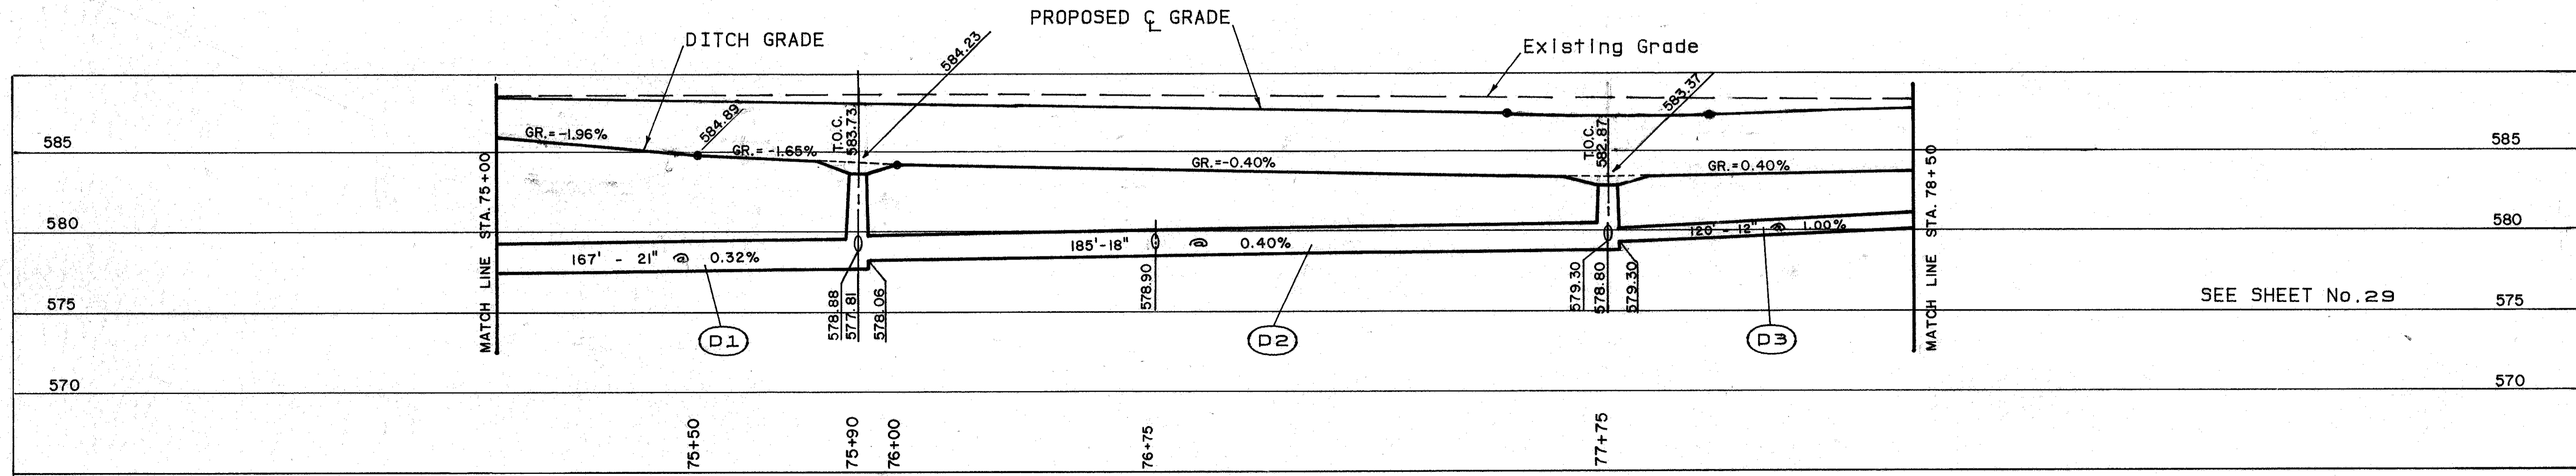 PROPOSED ℄ GRADE
DITCH GRADE
Existing Grade
584.23
584.89
583.37
T.O.C.
583.73
T.O.C.
582.87
GR.= -1.96%
GR.= -1.65%
GR.=-0.40%
GR.=0.40%
585
585
580
580
575
575
570
570
MATCH LINE STA. 75+00
MATCH LINE STA. 78+50
167' - 21" @ 0.32%
185'-18" @ 0.40%
120' - 12" @ 1.00%
578.88
577.81
578.06
578.90
579.30
578.80
579.30
D1
D2
D3
SEE SHEET No.29
75+50
75+90
76+00
76+75
77+75